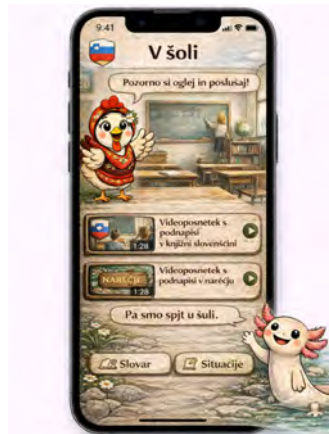 9:41
V šoli
Pozorno si oglej in poslušaj!
Videoposnetek s
podnapisi
v knjižni slovenščini
1:28
NAREČJE
Videoposnetek s
podnapisi v narečju
1:28
Pa smo spjt u šuli.
Slovar
Situacije